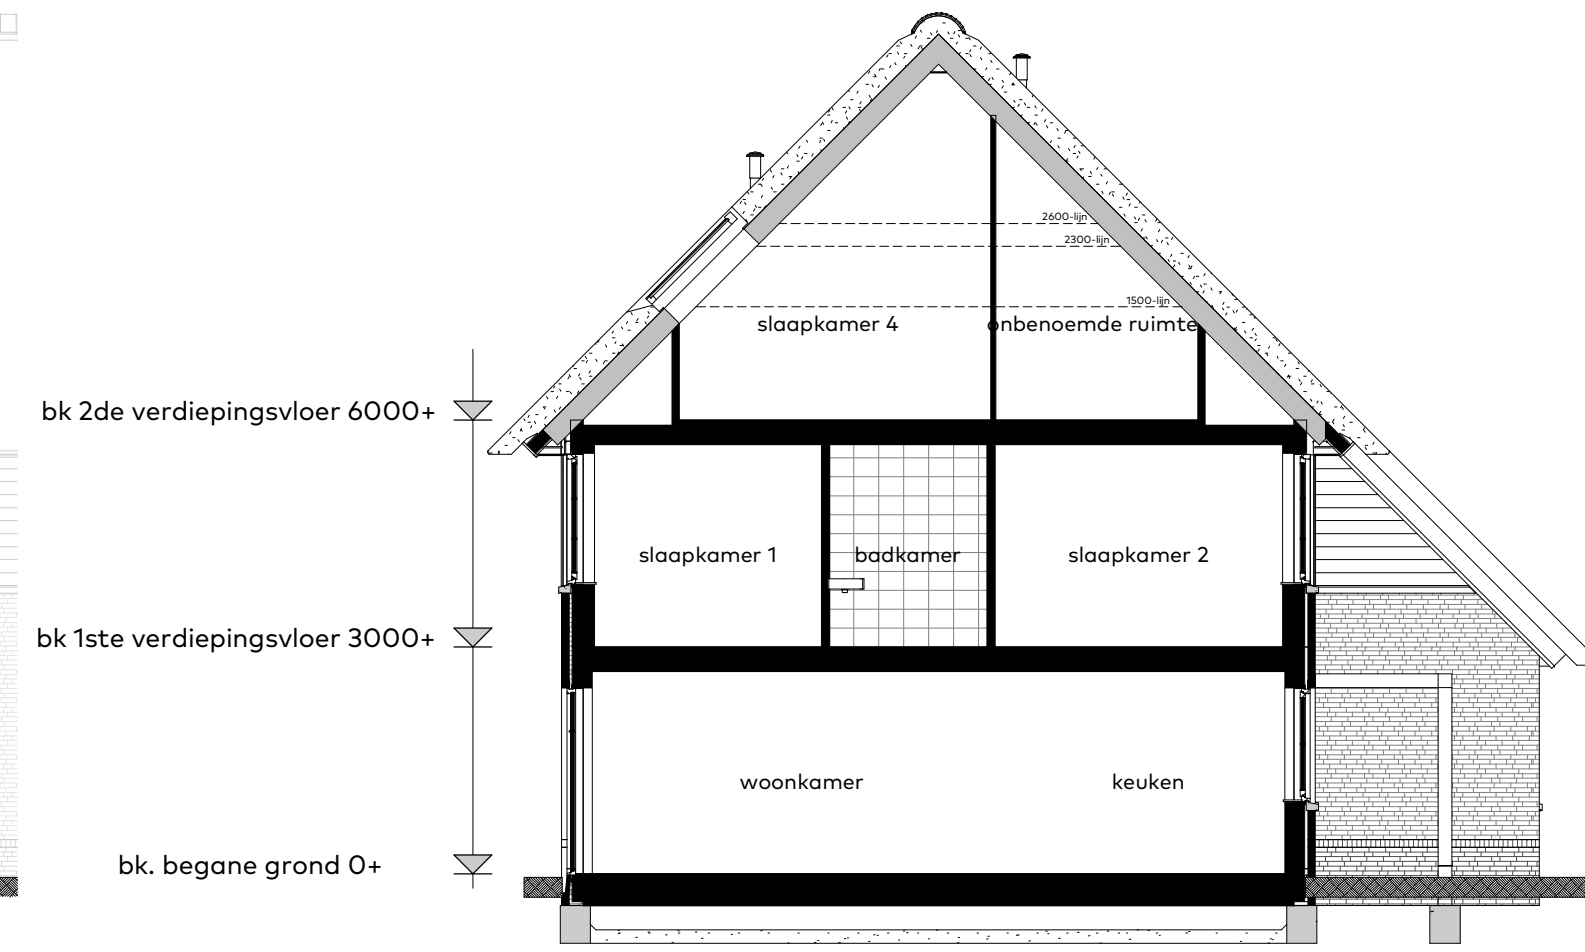 2600-lijn
2300-lijn
1500-lijn
slaapkamer 4
onbenoemde ruimte
bk 2de verdiepingsvloer 6000+
slaapkamer 1
badkamer
slaapkamer 2
bk 1ste verdiepingsvloer 3000+
woonkamer
keuken
bk. begane grond 0+